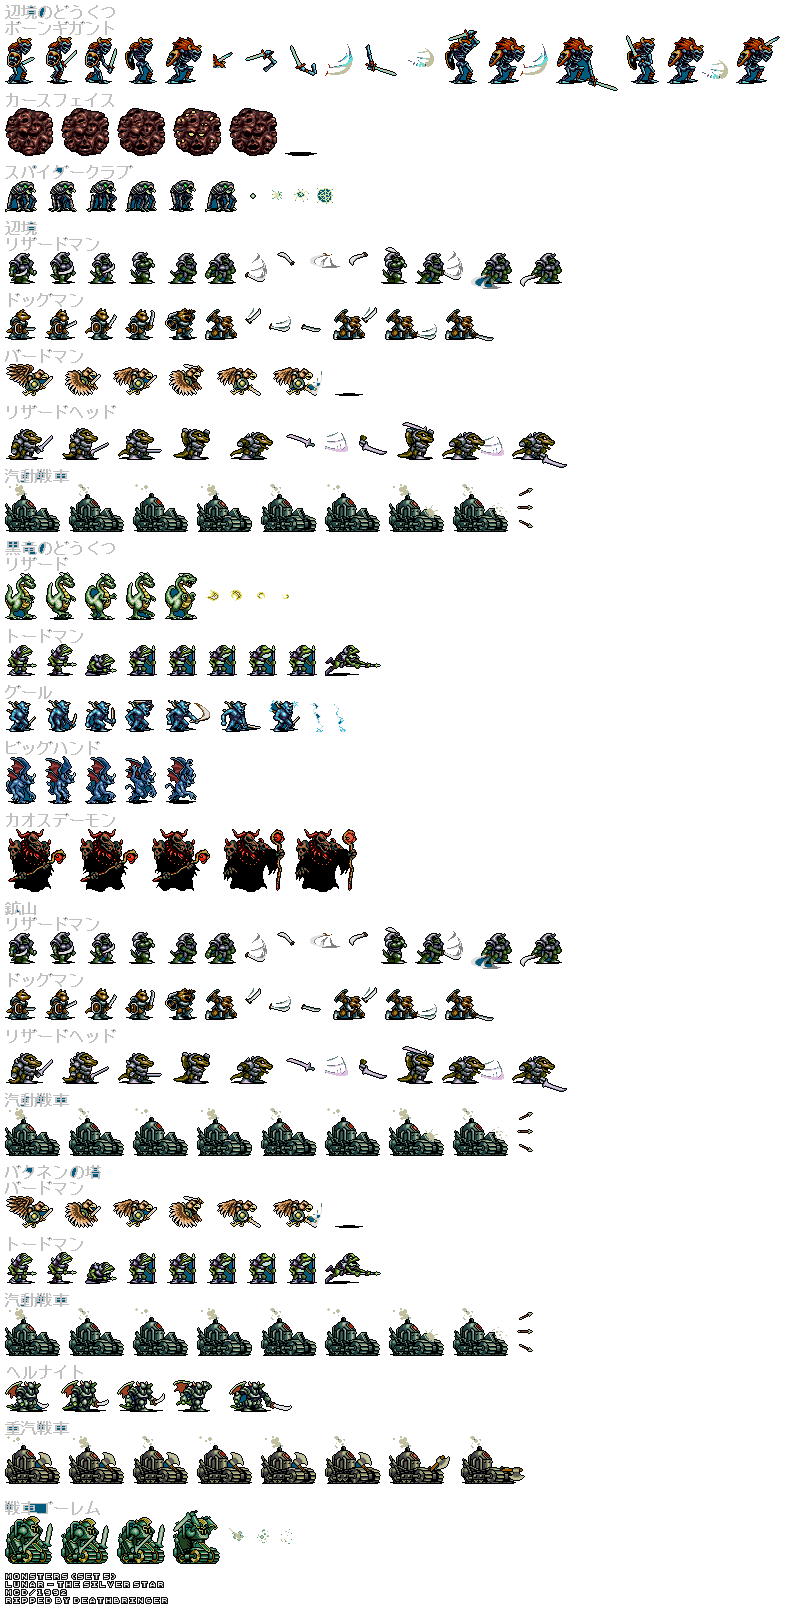 辺境のどうくつ
ボーンギガント
カースフェイス
スパイダークラブ
辺境
リザードマン
ドッグマン
バードマン
リザードヘッド
汽動戦車
黒竜のどうくつ
リザード
トードマン
グール
ビッグハンド
カオスデーモン
鉱山
リザードマン
ドッグマン
リザードヘッド
汽動戦車
バグネンの塔
バードマン
トードマン
汽動戦車
ヘルナイト
重汽戦車
戦車ゴーレム
MONSTERS (SET 5)
LUNAR - THE SILVER STAR
MCD/1992
RIPPED BY DEATHBRINGER